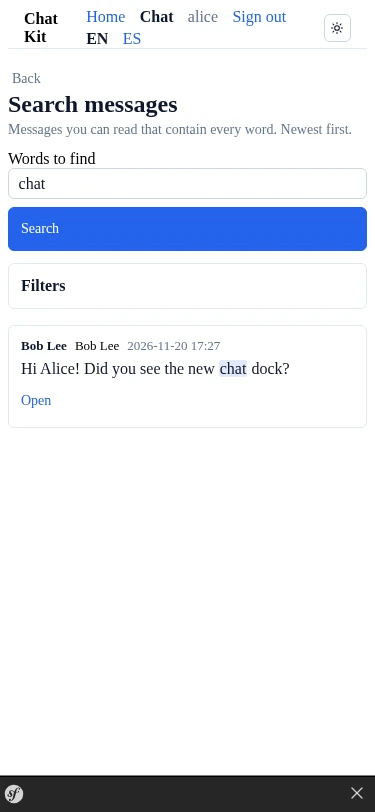 Chat Kit
Home Chat alice Sign out
EN ES
Back
Search messages
Messages you can read that contain every word. Newest first.
Words to find
chat
Search
Filters
Bob Lee Bob Lee 2026-11-20 17:27
Hi Alice! Did you see the new chat dock?
Open
sf